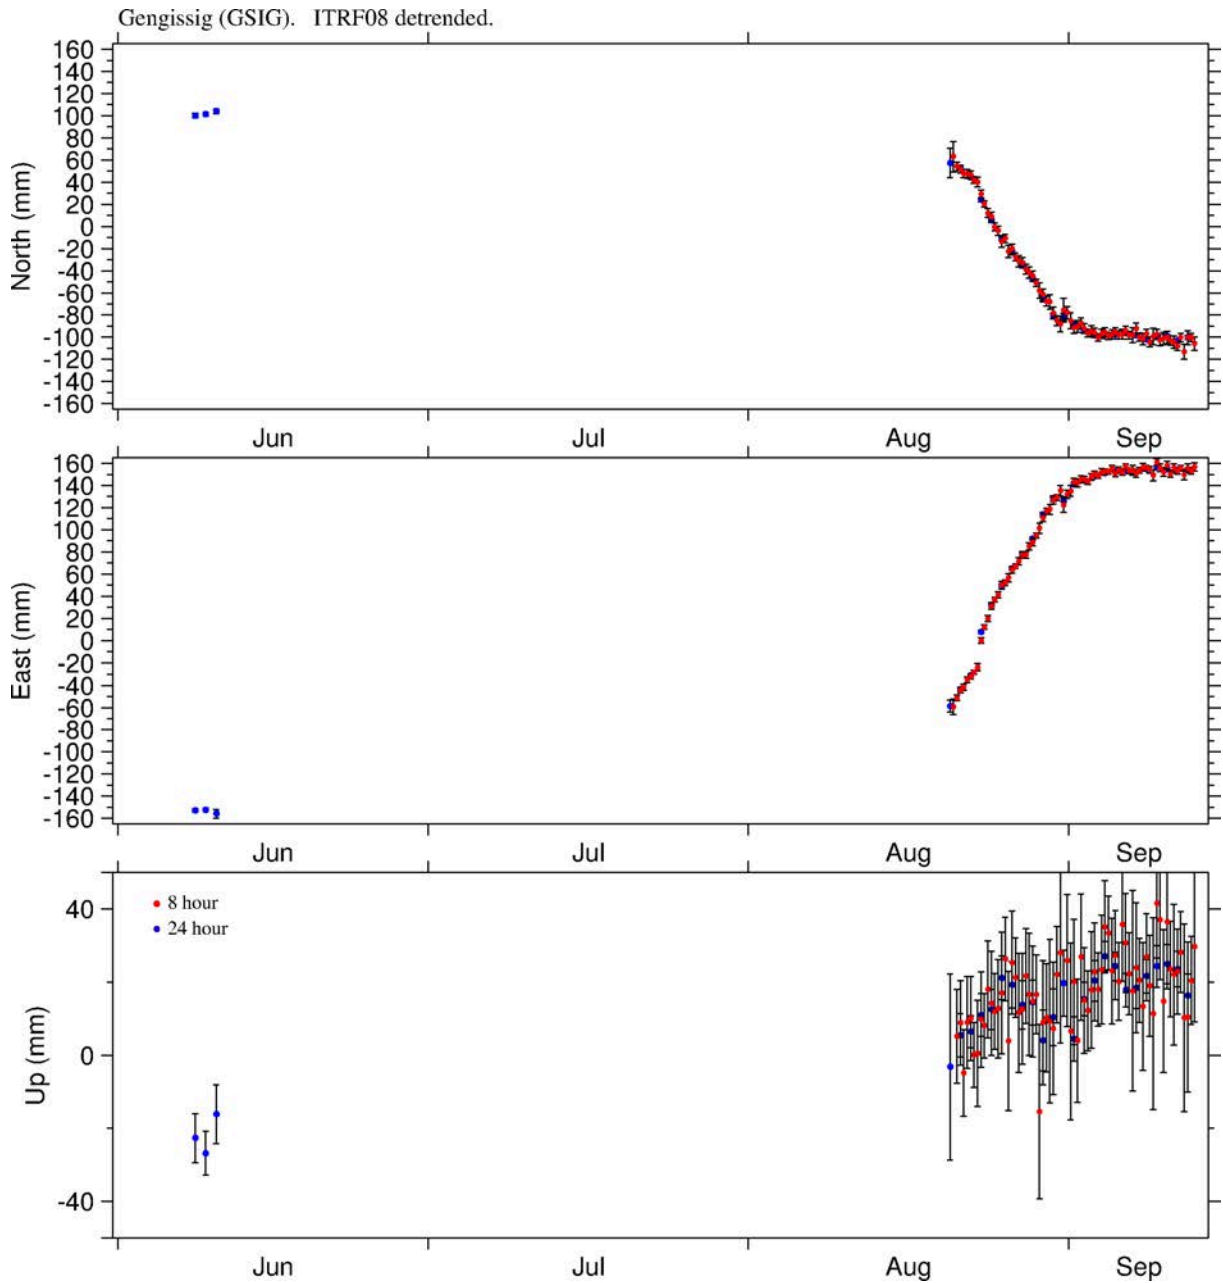 Gengissig (GSIG).   ITRF08 detrended.
160
140
120
100
80
60
40
20
0
-20
-40
-60
-80
-100
-120
-140
-160
North (mm)
Jun
Jul
Aug
Sep
160
140
120
100
80
60
40
20
0
-20
-40
-60
-80
-100
-120
-140
-160
East (mm)
Jun
Jul
Aug
Sep
8 hour
24 hour
40
0
-40
Up (mm)
Jun
Jul
Aug
Sep